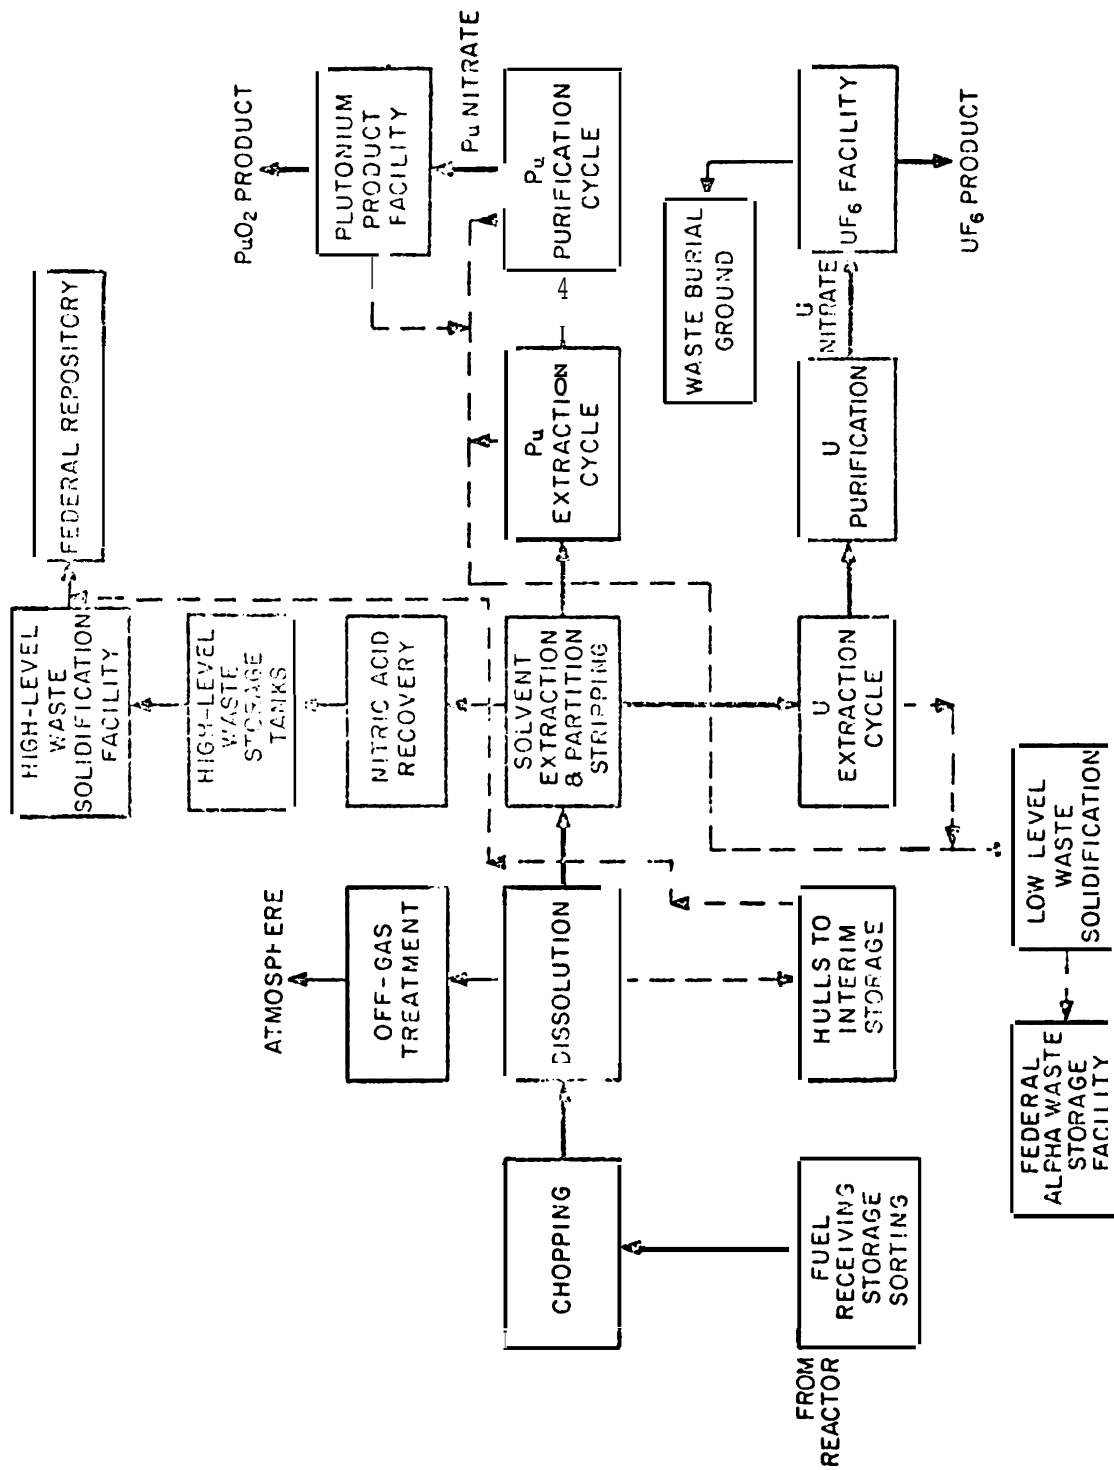 FROM
REACTOR
FUEL
RECEIVING
STORAGE
SORTING
CHOPPING
DISSOLUTION
OFF-GAS
TREATMENT
ATMOSPHERE
HULLS TO
INTERIM
STORAGE
SOLVENT
EXTRACTION
& PARTITION
STRIPPING
NITRIC ACID
RECOVERY
HIGH-LEVEL
WASTE
STORAGE
TANKS
HIGH-LEVEL
WASTE
SOLIDIFICATION
FACILITY
FEDERAL REPOSITORY
Pu
EXTRACTION
CYCLE
4
Pu
PURIFICATION
CYCLE
Pu NITRATE
PLUTONIUM
PRODUCT
FACILITY
PuO2 PRODUCT
U
EXTRACTION
CYCLE
U
PURIFICATION
U
NITRATE
UF6 FACILITY
UF6 PRODUCT
WASTE BURIAL
GROUND
LOW LEVEL
WASTE
SOLIDIFICATION
FEDERAL
ALPHA WASTE
STORAGE
FACILITY